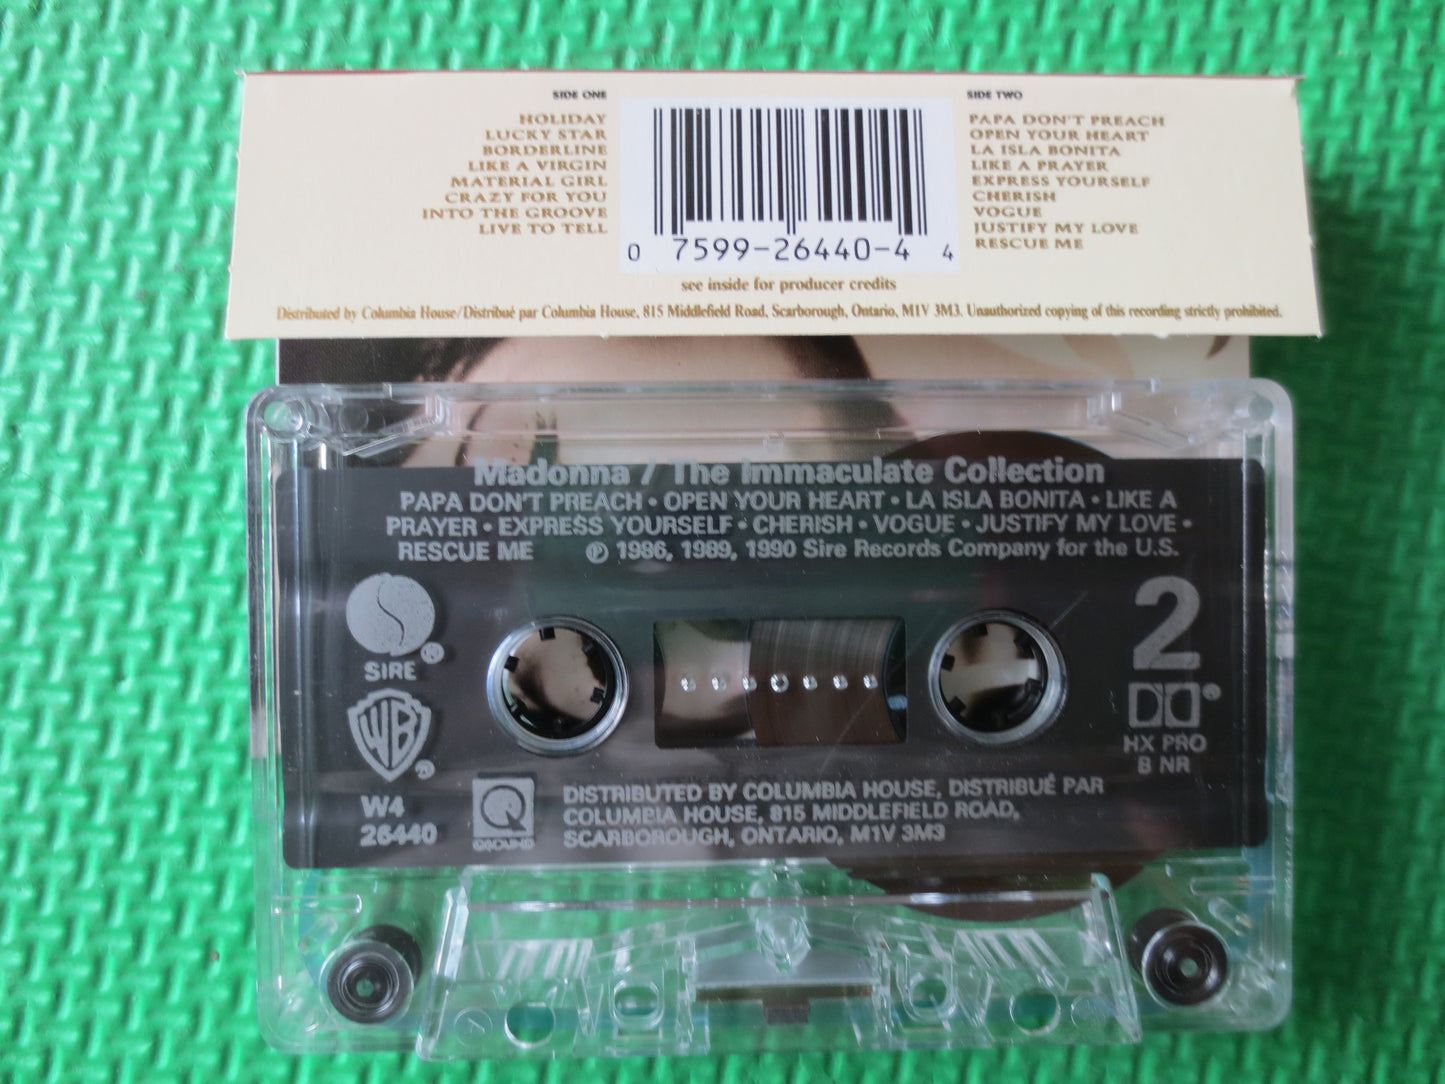 SIDE ONE
HOLIDAY
LUCKY STAR
BORDERLINE
LIKE A VIRGIN
MATERIAL GIRL
CRAZY FOR YOU
INTO THE GROOVE
LIVE TO TELL
0 7599-26440-4 4
SIDE TWO
PAPA DON'T PREACH
OPEN YOUR HEART
LA ISLA BONITA
LIKE A PRAYER
EXPRESS YOURSELF
CHERISH
VOGUE
JUSTIFY MY LOVE
RESCUE ME
see inside for producer credits
Distributed by Columbia House/Distribué par Columbia House, 815 Middlefield Road, Scarborough, Ontario, M1V 3M3. Unauthorized copying of this recording strictly prohibited.
Madonna / The Immaculate Collection
PAPA DON'T PREACH • OPEN YOUR HEART • LA ISLA BONITA • LIKE A
PRAYER • EXPRESS YOURSELF • CHERISH • VOGUE • JUSTIFY MY LOVE •
RESCUE ME ℗ 1986, 1989, 1990 Sire Records Company for the U.S.
SIRE ®
WB ®
W4
26440
2
®
HX PRO
B NR
Q
QSOUND
DISTRIBUTED BY COLUMBIA HOUSE, DISTRIBUÉ PAR
COLUMBIA HOUSE, 815 MIDDLEFIELD ROAD,
SCARBOROUGH, ONTARIO, M1V 3M3